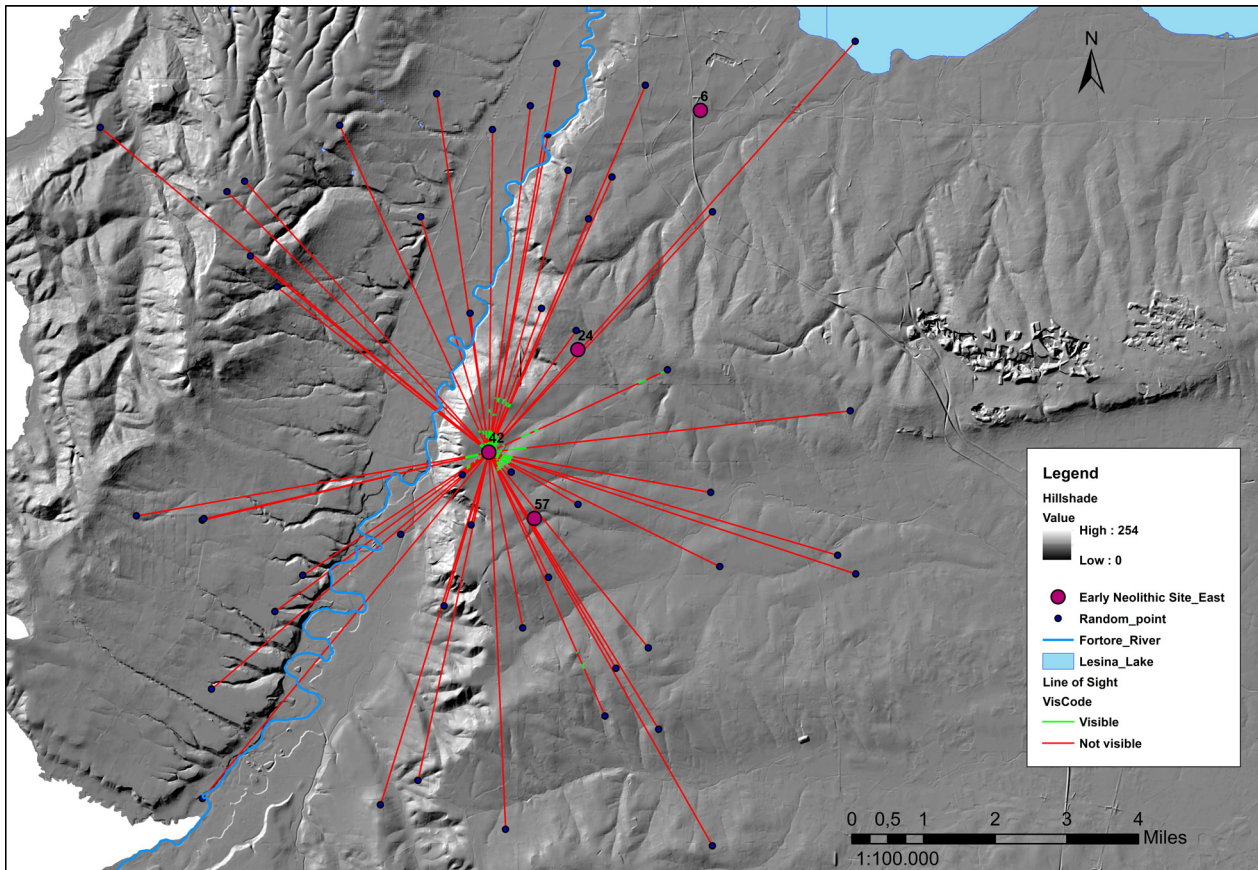 N
6
24
42
57
Legend
Hillshade
Value
High : 254
Low : 0
Early Neolithic Site_East
Random_point
Fortore_River
Lesina_Lake
Line of Sight
VisCode
Visible
Not visible
0 0,5 1 2 3 4
Miles
1:100.000